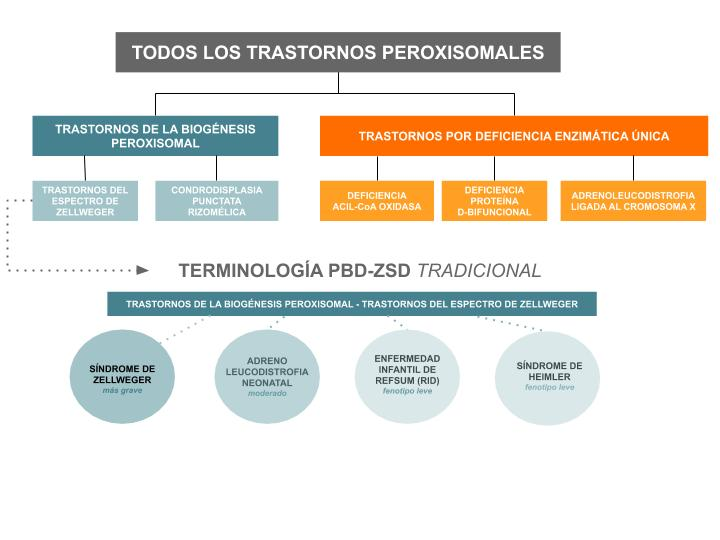 TODOS LOS TRASTORNOS PEROXISOMALES
TRASTORNOS DE LA BIOGÉNESIS
PEROXISOMAL
TRASTORNOS POR DEFICIENCIA ENZIMÁTICA ÚNICA
TRASTORNOS DEL
ESPECTRO DE
ZELLWEGER
CONDRODISPLASIA
PUNCTATA
RIZOMÉLICA
DEFICIENCIA
ACIL-CoA OXIDASA
DEFICIENCIA
PROTEÍNA
D-BIFUNCIONAL
ADRENOLEUCODISTROFIA
LIGADA AL CROMOSOMA X
TERMINOLOGÍA PBD-ZSD TRADICIONAL
TRASTORNOS DE LA BIOGÉNESIS PEROXISOMAL - TRASTORNOS DEL ESPECTRO DE ZELLWEGER
SÍNDROME DE
ZELLWEGER
más grave
ADRENO
LEUCODISTROFIA
NEONATAL
moderado
ENFERMEDAD
INFANTIL DE
REFSUM (RID)
fenotipo leve
SÍNDROME DE
HEIMLER
fenotipo leve